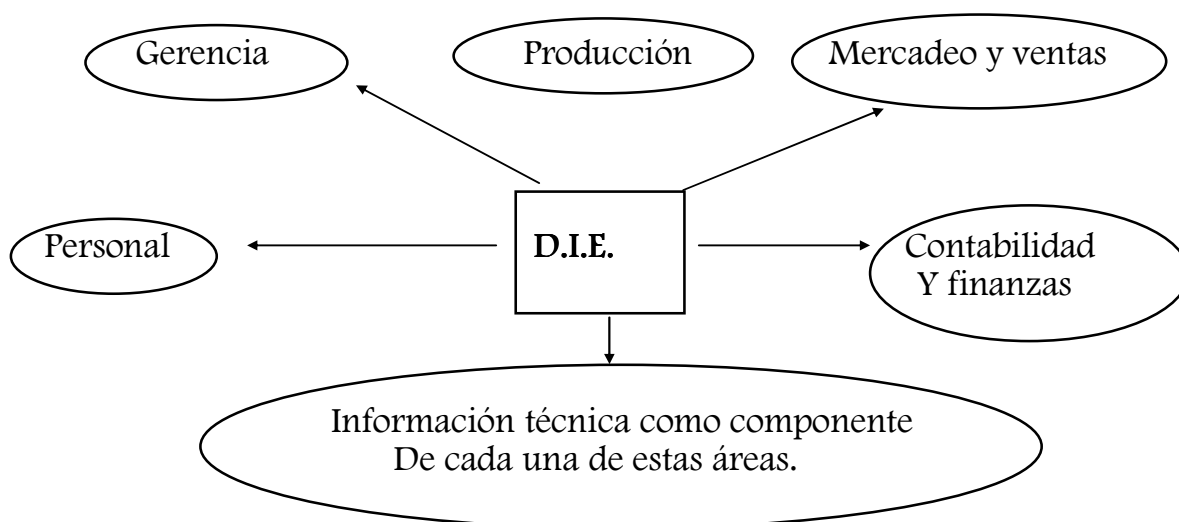 Gerencia
Producción
Mercadeo y ventas
Personal
D.I.E.
Contabilidad
Y finanzas
Información técnica como componente
De cada una de estas áreas.